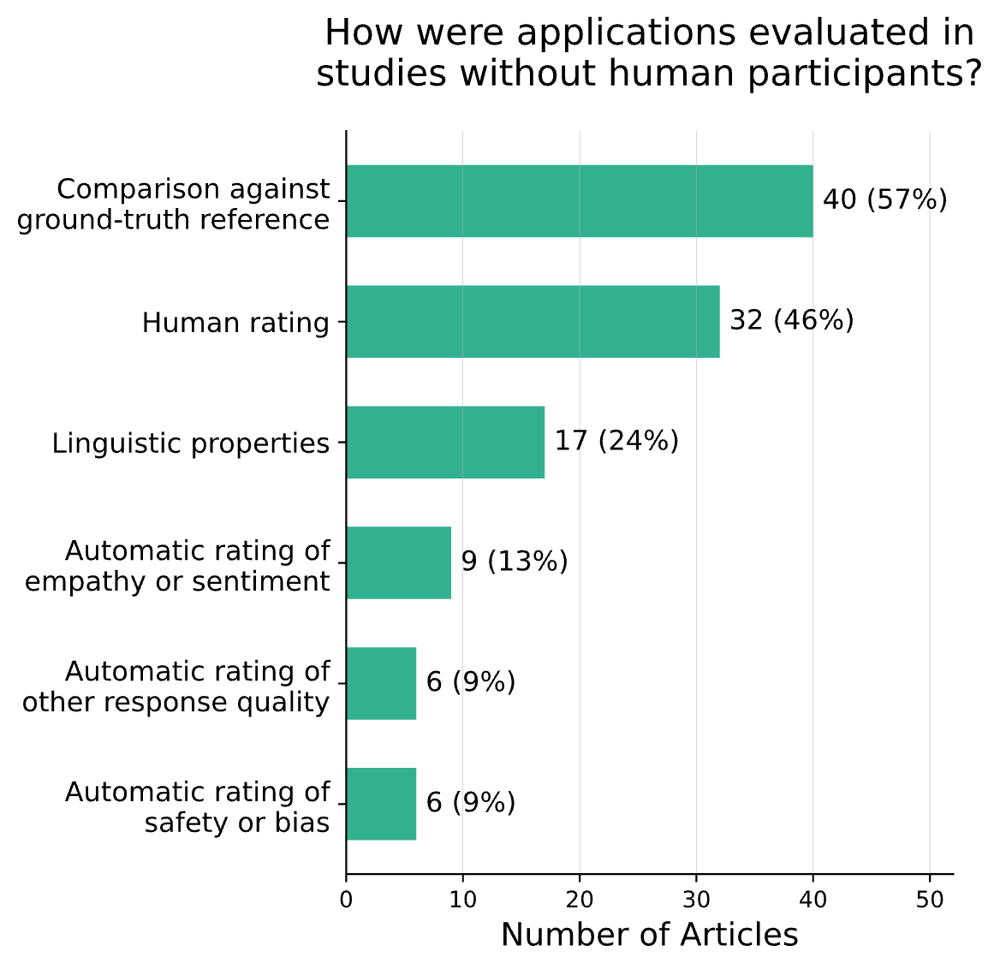 How were applications evaluated in
studies without human participants?
Comparison against
ground-truth reference
40 (57%)
Human rating
32 (46%)
Linguistic properties
17 (24%)
Automatic rating of
empathy or sentiment
9 (13%)
Automatic rating of
other response quality
6 (9%)
Automatic rating of
safety or bias
6 (9%)
0 10 20 30 40 50
Number of Articles